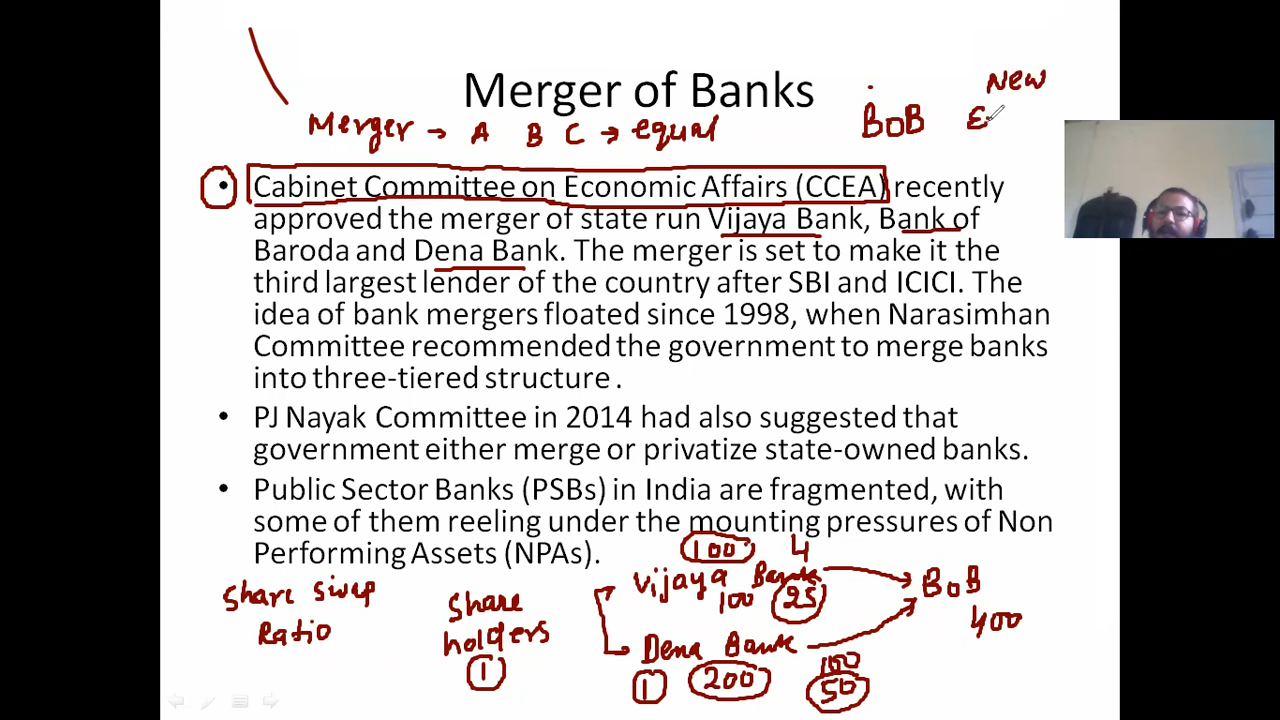 New
Merger of Banks
Merger → A B C → equal
BOB E
• Cabinet Committee on Economic Affairs (CCEA) recently
approved the merger of state run Vijaya Bank, Bank of
Baroda and Dena Bank. The merger is set to make it the
third largest lender of the country after SBI and ICICI. The
idea of bank mergers floated since 1998, when Narasimhan
Committee recommended the government to merge banks
into three-tiered structure .
• PJ Nayak Committee in 2014 had also suggested that
government either merge or privatize state-owned banks.
• Public Sector Banks (PSBs) in India are fragmented, with
some of them reeling under the mounting pressures of Non
Performing Assets (NPAs).
100 4
Vijaya Bank
BOB
100 25
400
Share swap
Ratio
Share
holders
1
Dena Bank
1 200
100
50